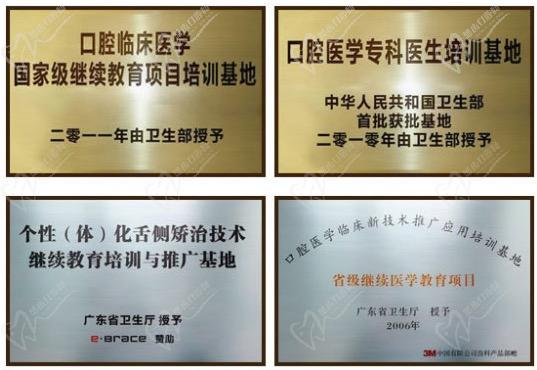 口腔临床医学
国家级继续教育项目培训基地
二零一一年由卫生部授予
口腔医学专科医生培训基地
中华人民共和国卫生部
首批获批基地
二零一零年由卫生部授予
个性（体）化舌侧矫治技术
继续教育培训与推广基地
广东省卫生厅 授予
e·Brace 赞助
口腔医学临床新技术推广应用培训基地
省级继续医学教育项目
广东省卫生厅 授予
2006年
3M中国有限公司齿科产品部赠